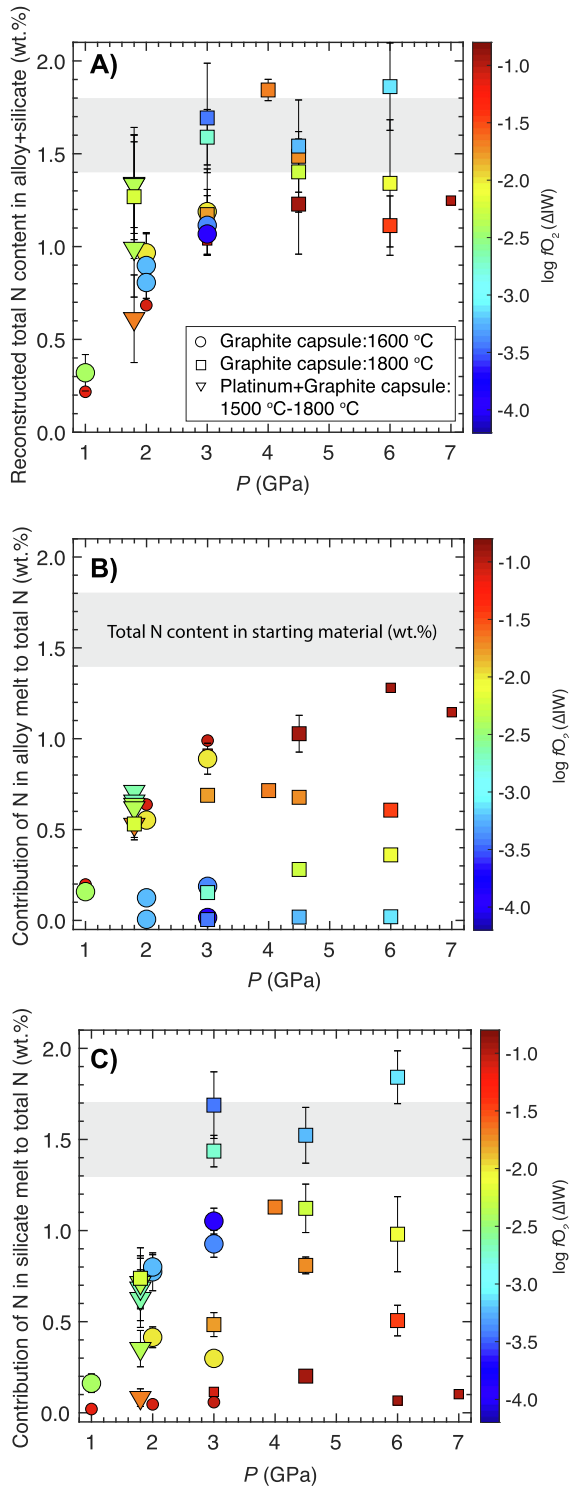 A)
Reconstructed total N content in alloy+silicate (wt.%)
2.0
1.5
1.0
0.5
0.0
Graphite capsule:1600 °C
Graphite capsule:1800 °C
Platinum+Graphite capsule:
1500 °C-1800 °C
1 2 3 4 5 6 7
P (GPa)
-1.0
-1.5
-2.0
-2.5
-3.0
-3.5
-4.0
log fO2 (ΔIW)
B)
Contribution of N in alloy melt to total N (wt.%)
2.0
1.5
1.0
0.5
0.0
Total N content in starting material (wt.%)
1 2 3 4 5 6 7
P (GPa)
-1.0
-1.5
-2.0
-2.5
-3.0
-3.5
-4.0
log fO2 (ΔIW)
C)
Contribution of N in silicate melt to total N (wt.%)
2.0
1.5
1.0
0.5
0.0
1 2 3 4 5 6 7
P (GPa)
-1.0
-1.5
-2.0
-2.5
-3.0
-3.5
-4.0
log fO2 (ΔIW)